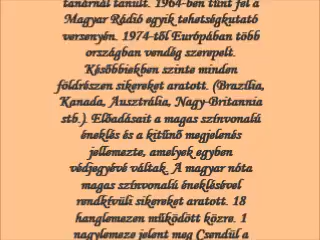 tanárnál tanult. 1964-ben tűnt fel a
Magyar Rádió egyik tehetségkutató
versenyén. 1974-től Európában több
országban vendég szerepelt.
Későbbiekben szinte minden
földrészen sikereket aratott. (Brazília,
Kanada, Ausztrália, Nagy-Britannia
stb.). Előadásait a magas színvonalú
éneklés és a kitűnő megjelenés
jellemezte, amelyek egyben
védjegyévé váltak. A magyar nóta
magas színvonalú éneklésével
rendkívüli sikereket aratott. 18
hanglemezen működött közre. 1
nagylemeze jelent meg Csendül a